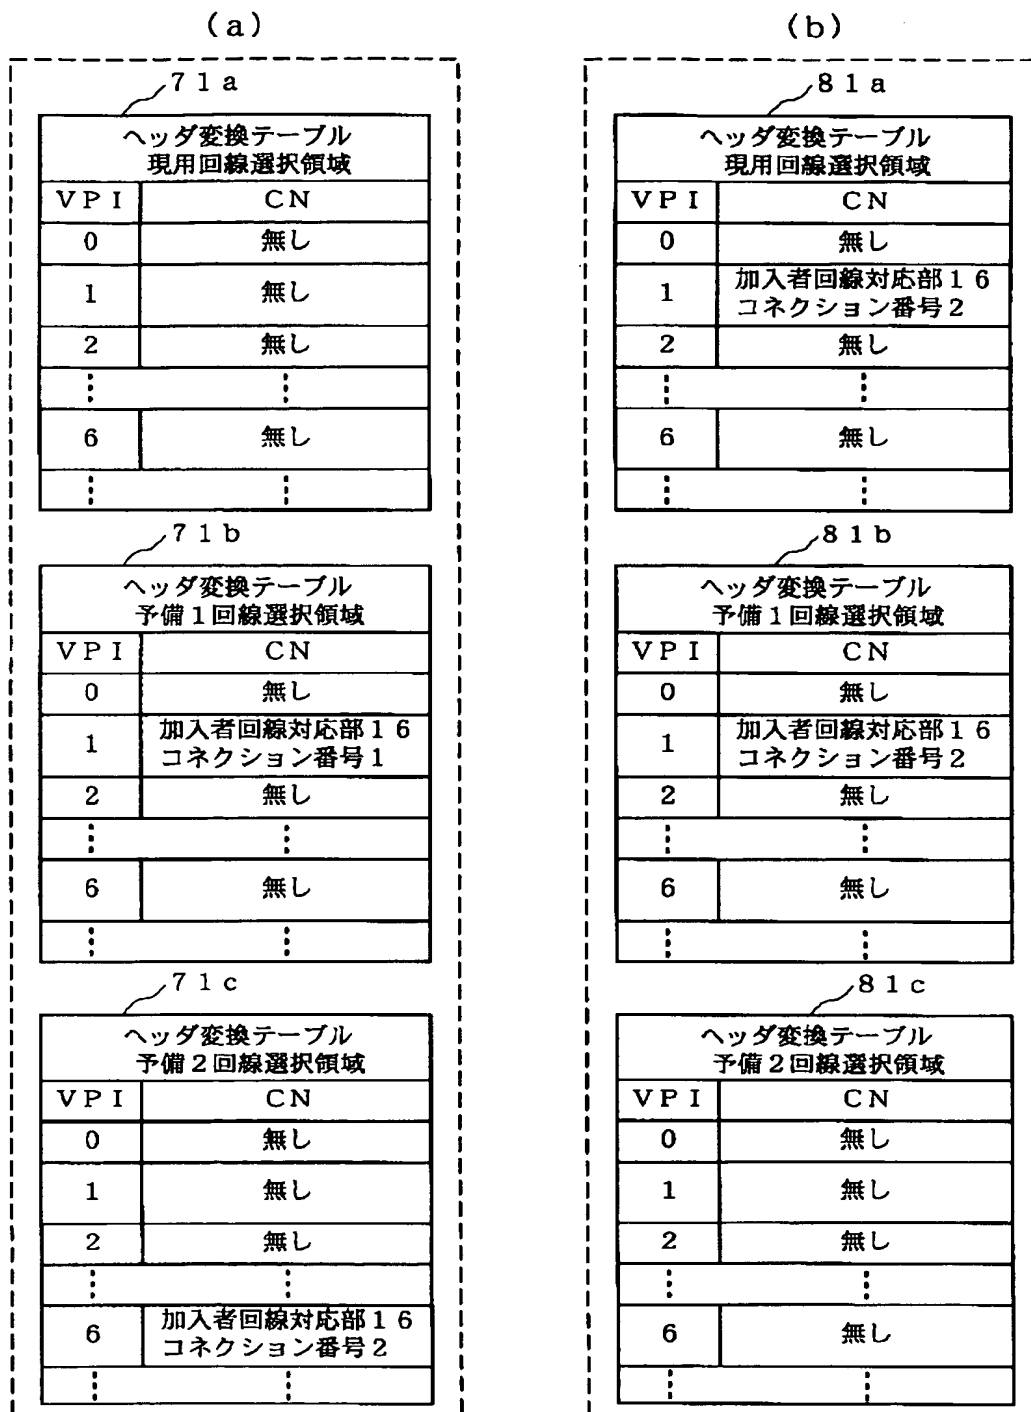 (a)
71a
ヘッダ変換テーブル
現用回線選択領域
VPI CN
0 無し
1 無し
2 無し
6 無し
71b
ヘッダ変換テーブル
予備1回線選択領域
VPI CN
0 無し
1 加入者回線対応部16
コネクション番号1
2 無し
6 無し
71c
ヘッダ変換テーブル
予備2回線選択領域
VPI CN
0 無し
1 無し
2 無し
6 加入者回線対応部16
コネクション番号2
(b)
81a
ヘッダ変換テーブル
現用回線選択領域
VPI CN
0 無し
1 加入者回線対応部16
コネクション番号2
2 無し
6 無し
81b
ヘッダ変換テーブル
予備1回線選択領域
VPI CN
0 無し
1 加入者回線対応部16
コネクション番号2
2 無し
6 無し
81c
ヘッダ変換テーブル
予備2回線選択領域
VPI CN
0 無し
1 無し
2 無し
6 無し